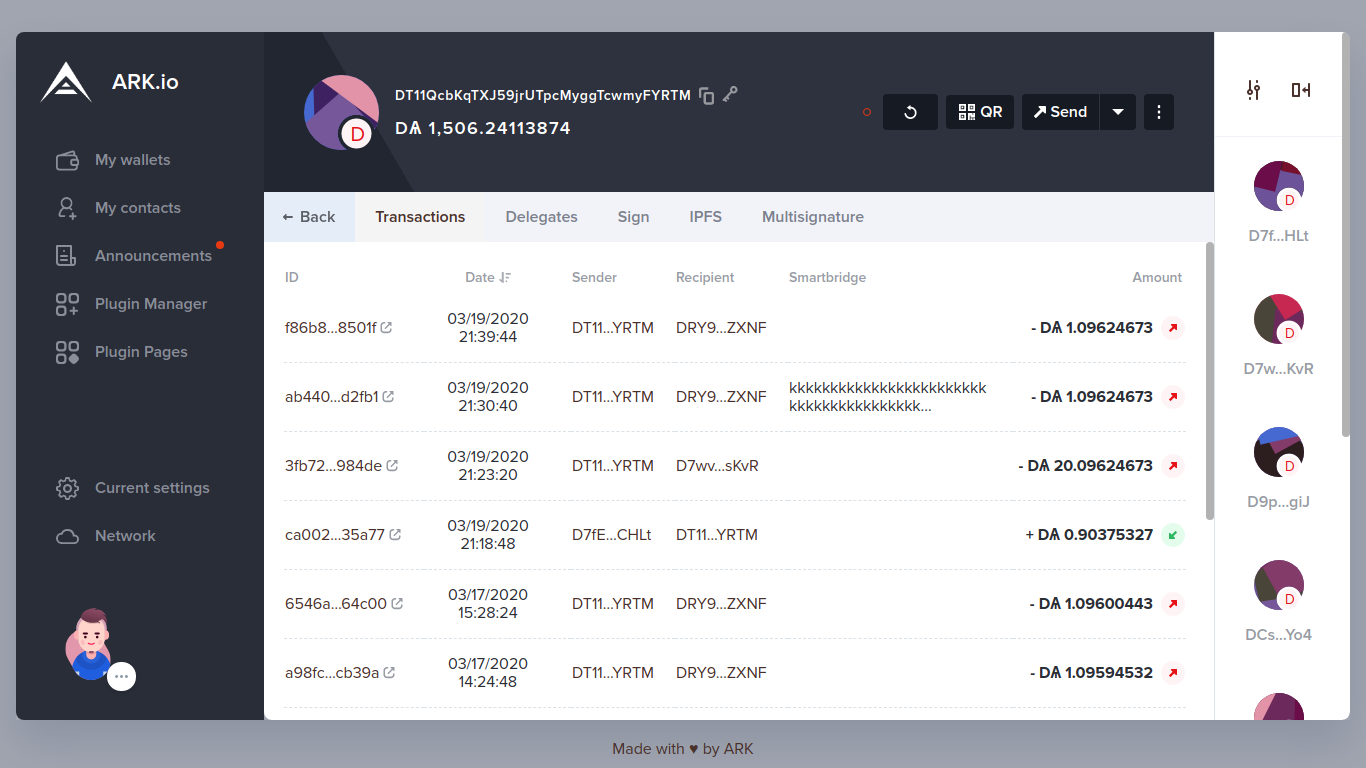 ARK.io
My wallets
My contacts
Announcements
Plugin Manager
Plugin Pages
Current settings
Network
DT11QcbKqTXJ59jrUTpcMyggTcwmyFYRTM
DѦ 1,506.24113874
D
QR
Send
← Back
Transactions
Delegates
Sign
IPFS
Multisignature
ID Date Sender Recipient Smartbridge Amount
f86b8...8501f 03/19/2020 21:39:44 DT11...YRTM DRY9...ZXNF - DѦ 1.09624673
ab440...d2fb1 03/19/2020 21:30:40 DT11...YRTM DRY9...ZXNF kkkkkkkkkkkkkkkkkkkkkkkk
kkkkkkkkkkkkkkkk... - DѦ 1.09624673
3fb72...984de 03/19/2020 21:23:20 DT11...YRTM D7wv...sKvR - DѦ 20.09624673
ca002...35a77 03/19/2020 21:18:48 D7fE...CHLt DT11...YRTM + DѦ 0.90375327
6546a...64c00 03/17/2020 15:28:24 DT11...YRTM DRY9...ZXNF - DѦ 1.09600443
a98fc...cb39a 03/17/2020 14:24:48 DT11...YRTM DRY9...ZXNF - DѦ 1.09594532
D
D7f...HLt
D
D7w...KvR
D
D9p...giJ
D
DCs...Yo4
Made with ♥ by ARK